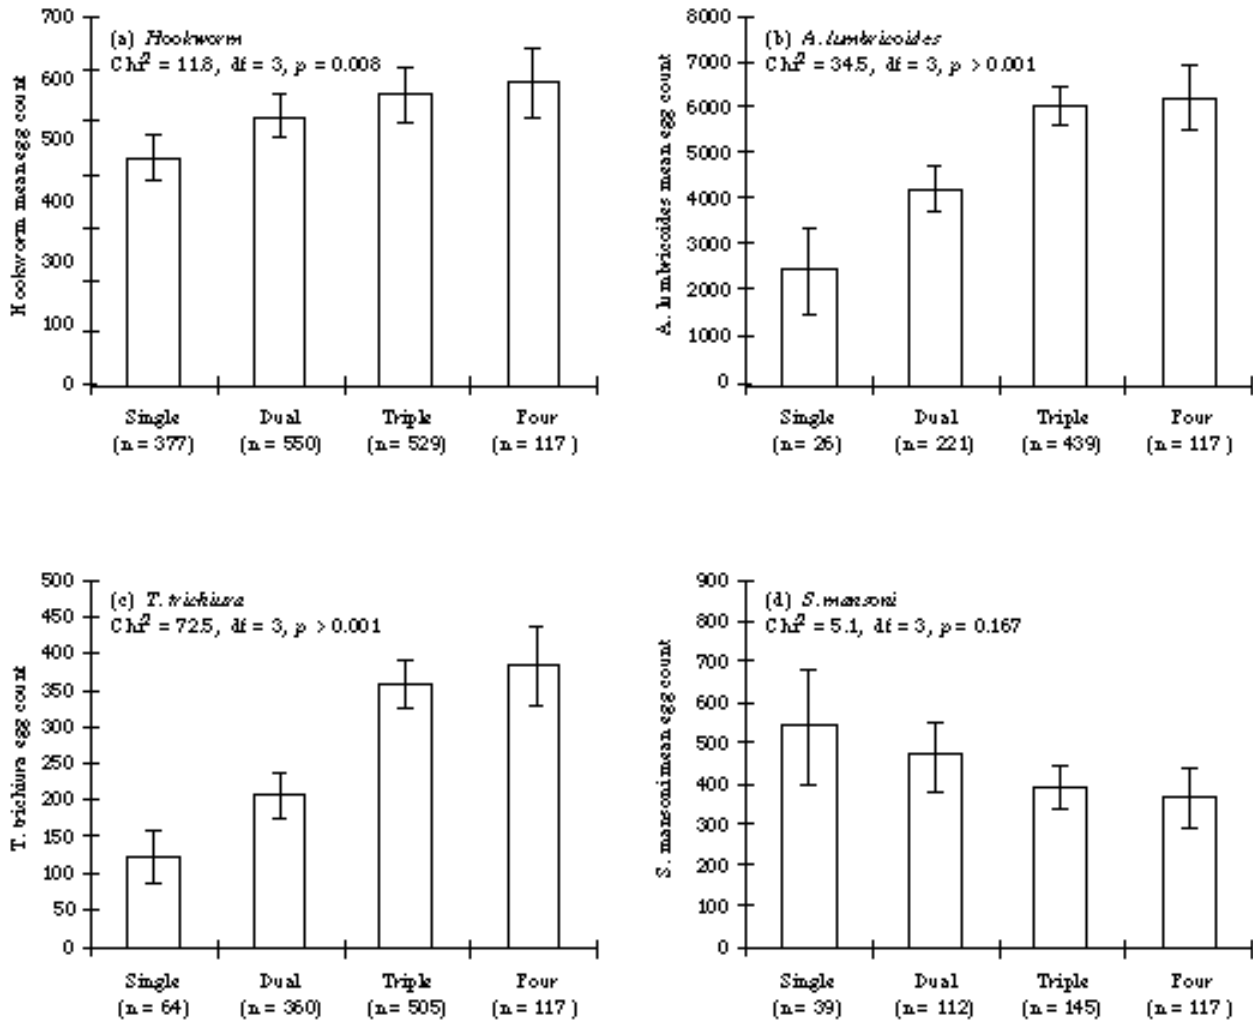 (a) Hookworm
Chi² = 11.8, df = 3, p = 0.008
Hookworm mean egg count
700
600
500
400
300
200
100
0
Single Dual Triple Four
(n = 377) (n = 550) (n = 529) (n = 117 )
(b) A. lumbricoides
Chi² = 34.5, df = 3, p > 0.001
A. lumbricoides mean egg count
8000
7000
6000
5000
4000
3000
2000
1000
0
Single Dual Triple Four
(n = 26) (n = 221) (n = 439) (n = 117 )
(c) T. trichiura
Chi² = 72.5, df = 3, p > 0.001
T. trichiura egg count
500
450
400
350
300
250
200
150
100
50
0
Single Dual Triple Four
(n = 64) (n = 360) (n = 505) (n = 117 )
(d) S. mansoni
Chi² = 5.1, df = 3, p = 0.167
S. mansoni mean egg count
900
800
700
600
500
400
300
200
100
0
Single Dual Triple Four
(n = 39) (n = 112) (n = 145) (n = 117 )